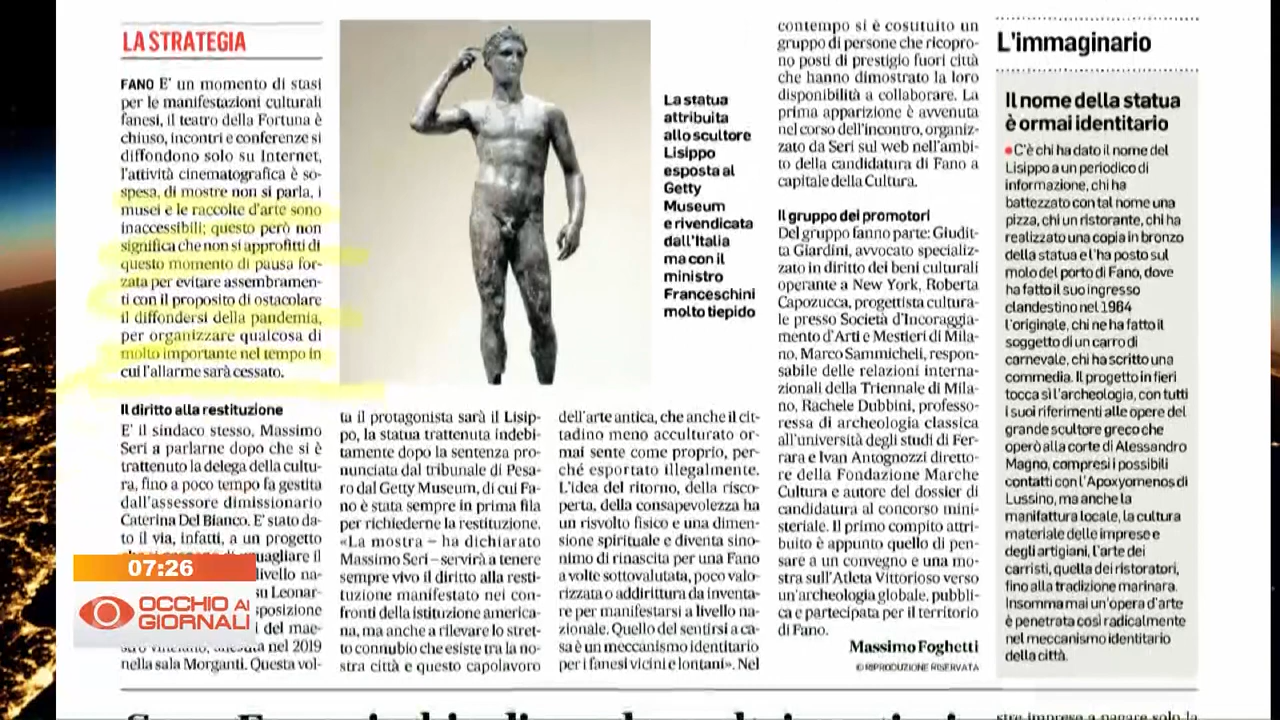 LA STRATEGIA
FANO E' un momento di stasi
per le manifestazioni culturali
fanesi, il teatro della Fortuna è
chiuso, incontri e conferenze si
diffondono solo su Internet,
l'attività cinematografica è so-
spesa, di mostre non si parla, i
musei e le raccolte d'arte sono
inaccessibili; questo però non
significa che non si approfitti di
questo momento di pausa for-
zata per evitare assembramen-
ti con il proposito di ostacolare
il diffondersi della pandemia,
per organizzare qualcosa di
molto importante nel tempo in
cui l'allarme sarà cessato.
Il diritto alla restituzione
E' il sindaco stesso, Massimo
Seri a parlarne dopo che si è
trattenuto la delega della cultu-
ra, fino a poco tempo fa gestita
dall'assessore dimissionario
Caterina Del Bianco. E' stato da-
to il via, infatti, a un progetto
uagliare il
livello na-
su Leonar-
sposizione
del mae-
nel 2019
nella sala Morganti. Questa vol-
07:26
OCCHIO AI
GIORNALI
La statua
attribuita
allo scultore
Lisippo
esposta al
Getty
Museum
e rivendicata
dall'Italia
ma con il
ministro
Franceschini
molto tiepido
ta il protagonista sarà il Lisip-
po, la statua trattenuta indebi-
tamente dopo la sentenza pro-
nunciata dal tribunale di Pesa-
ro dal Getty Museum, di cui Fa-
no è stata sempre in prima fila
per richiederne la restituzione.
«La mostra – ha dichiarato
Massimo Seri – servirà a tenere
sempre vivo il diritto alla resti-
tuzione manifestato nei con-
fronti della istituzione america-
na, ma anche a rilevare lo stret-
to connubio che esiste tra la no-
stra città e questo capolavoro
dell'arte antica, che anche il cit-
tadino meno acculturato or-
mai sente come proprio, per-
ché esportato illegalmente.
L'idea del ritorno, della risco-
perta, della consapevolezza ha
un risvolto fisico e una dimen-
sione spirituale e diventa sino-
nimo di rinascita per una Fano
a volte sottovalutata, poco valo-
rizzata o addirittura da inventa-
re per manifestarsi a livello na-
zionale. Quello del sentirsi a ca-
sa è un meccanismo identitario
per i fanesi vicini e lontani». Nel
contempo si è costituito un
gruppo di persone che ricopro-
no posti di prestigio fuori città
che hanno dimostrato la loro
disponibilità a collaborare. La
prima apparizione è avvenuta
nel corso dell'incontro, organiz-
zato da Seri sul web nell'ambi-
to della candidatura di Fano a
capitale della Cultura.
Il gruppo dei promotori
Del gruppo fanno parte: Giudit-
ta Giardini, avvocato specializ-
zato in diritto dei beni culturali
operante a New York, Roberta
Capozucca, progettista cultura-
le presso Società d'Incoraggia-
mento d'Arti e Mestieri di Mila-
no, Marco Sammicheli, respon-
sabile delle relazioni interna-
zionali della Triennale di Mila-
no, Rachele Dubbini, professo-
ressa di archeologia classica
all'università degli studi di Fer-
rara e Ivan Antognozzi diretto-
re della Fondazione Marche
Cultura e autore del dossier di
candidatura al concorso mini-
steriale. Il primo compito attri-
buito è appunto quello di pen-
sare a un convegno e una mo-
stra sull'Atleta Vittorioso verso
un'archeologia globale, pubbli-
ca e partecipata per il territorio
di Fano.
Massimo Foghetti
©RIPRODUZIONE RISERVATA
L'immaginario
Il nome della statua
è ormai identitario
●C'è chi ha dato il nome del
Lisippo a un periodico di
informazione, chi ha
battezzato con tal nome una
pizza, chi un ristorante, chi ha
realizzato una copia in bronzo
della statua e l'ha posto sul
molo del porto di Fano, dove
ha fatto il suo ingresso
clandestino nel 1964
l'originale, chi ne ha fatto il
soggetto di un carro di
carnevale, chi ha scritto una
commedia. Il progetto in fieri
tocca sì l'archeologia, con tutti
i suoi riferimenti alle opere del
grande scultore greco che
operò alla corte di Alessandro
Magno, compresi i possibili
contatti con l'Apoxyomenos di
Lussino, ma anche la
manifattura locale, la cultura
materiale delle imprese e
degli artigiani, l'arte dei
carristi, quella dei ristoratori,
fino alla tradizione marinara.
Insomma mai un'opera d'arte
è penetrata così radicalmente
nel meccanismo identitario
della città.